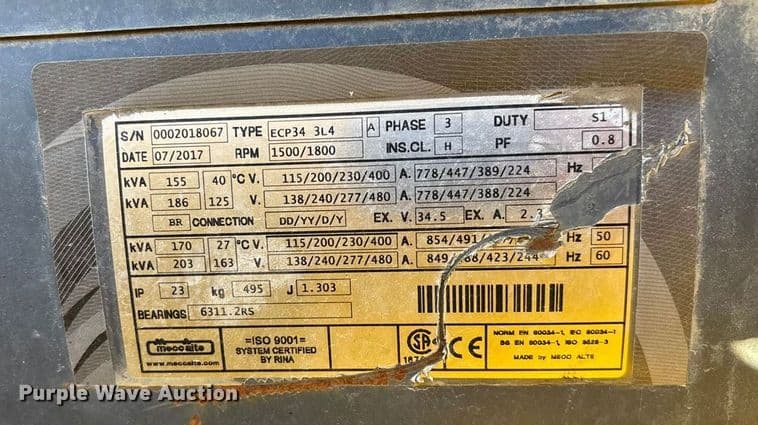 S/N 0002018067 TYPE ECP34 3L4 A PHASE 3 DUTY S1
DATE 07/2017 RPM 1500/1800 INS.CL. H PF 0.8
kVA 155 40 °C V. 115/200/230/400 A. 778/447/389/224 Hz
kVA 186 125 V. 138/240/277/480 A. 778/447/388/224
BR CONNECTION DD/YY/D/Y EX. V. 34.5 EX. A.
kVA 170 27 °C V. 115/200/230/400 A. Hz 50
kVA 203 163 V. 138/240/277/480 A. Hz 60
IP 23 kg 495 J 1.303
BEARINGS 6311.2RS
meccalte
www.meccalte.com
=ISO 9001=
SYSTEM CERTIFIED
BY RINA
SA
CE
NORM EN 60034-1, IEC 60034-1
BS EN 60034-1, ISO 8528-3
MADE by MECC ALTE
Purple Wave Auction